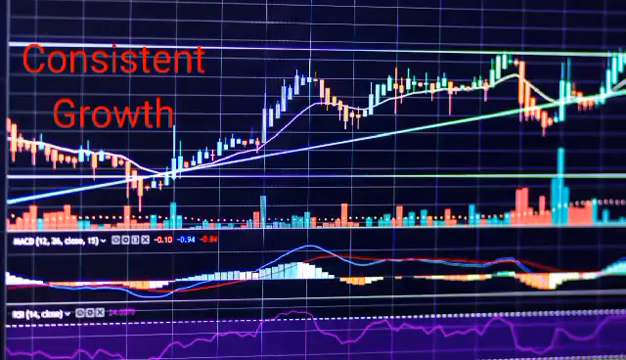 Consistent
Growth
MACD (12, 26, close, 15) -0.10 -0.94 -0.84
RSI (14, close)